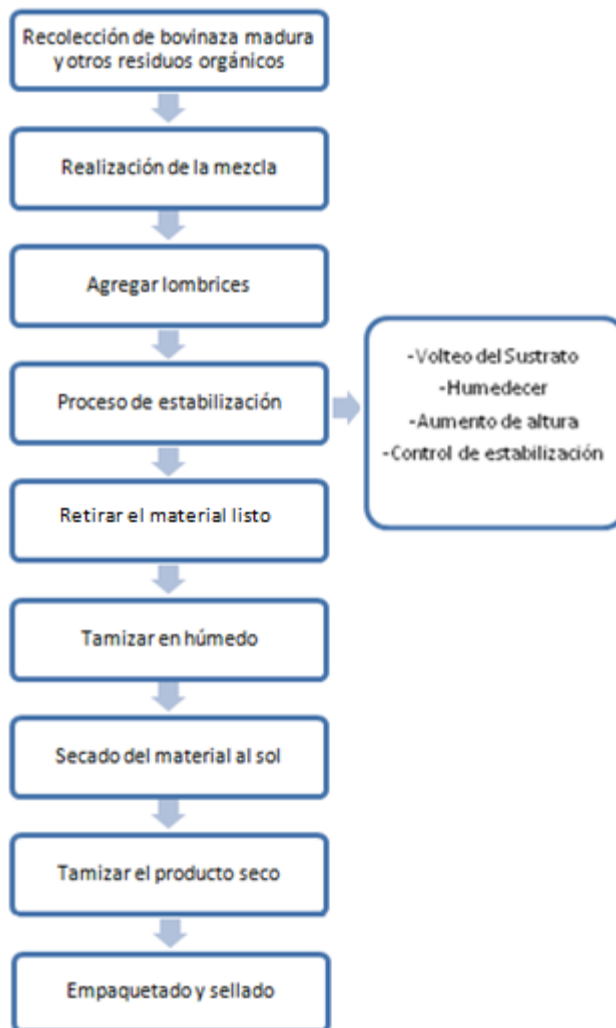 Recolección de bovinaza madura
y otros residuos orgánicos
Realización de la mezcla
Agregar lombrices
Proceso de estabilización
-Volteo del Sustrato
-Humedecer
-Aumento de altura
-Control de estabilización
Retirar el material listo
Tamizar en húmedo
Secado del material al sol
Tamizar el producto seco
Empaquetado y sellado